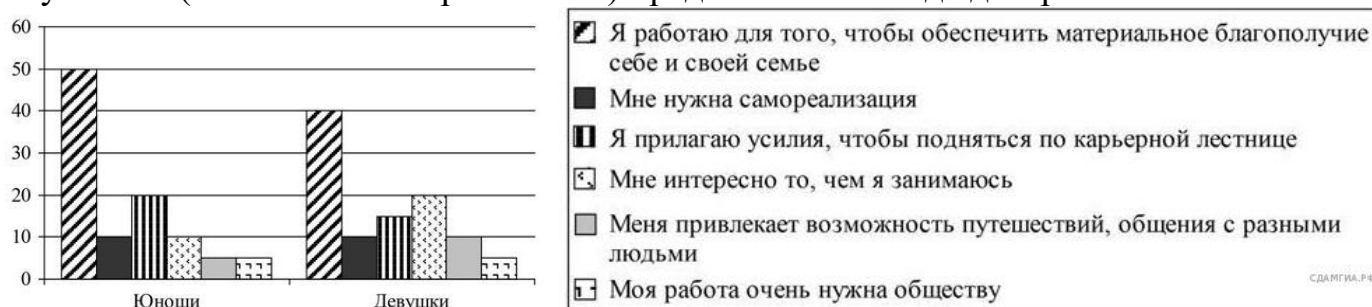 60
50
40
30
20
10
0
Юноши
Девушки
Я работаю для того, чтобы обеспечить материальное благополучие
себе и своей семье
Мне нужна самореализация
Я прилагаю усилия, чтобы подняться по карьерной лестнице
Мне интересно то, чем я занимаюсь
Меня привлекает возможность путешествий, общения с разными
людьми
Моя работа очень нужна обществу
СДАМГИА.РФ